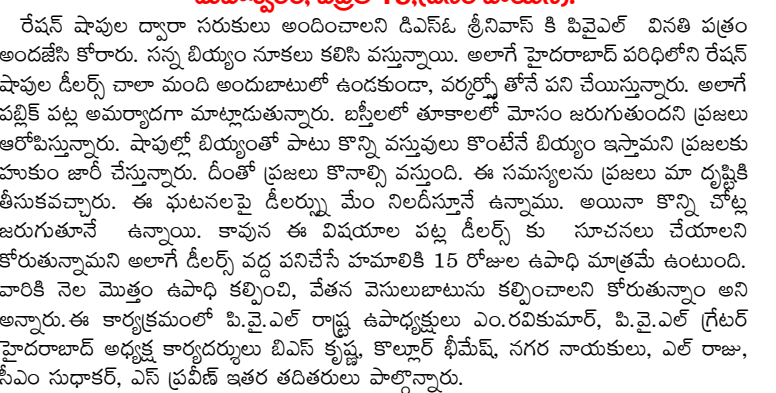 రేషన్ షాపుల ద్వారా సరుకులు అందించాలని డిఎస్ఓ శ్రీనివాస్ కి పివైఎల్ వినతి పత్రం
అందజేసి కోరారు. సన్న బియ్యం నూకలు కలిసి వస్తున్నాయి. అలాగే హైదరాబాద్ పరిధిలోని రేషన్
షాపుల డీలర్స్ చాలా మంది అందుబాటులో ఉండకుండా, వర్కర్స్తో తోనే పని చేయిస్తున్నారు. అలాగే
పబ్లిక్ పట్ల అమర్యాదగా మాట్లాడుతున్నారు. బస్తీలలో తూకాలలో మోసం జరుగుతుందని ప్రజలు
ఆరోపిస్తున్నారు. షాపుల్లో బియ్యంతో పాటు కొన్ని వస్తువులు కొంటేనే బియ్యం ఇస్తామని ప్రజలకు
హుకుం జారీ చేస్తున్నారు. దీంతో ప్రజలు కొనాల్సి వస్తుంది. ఈ సమస్యలను ప్రజలు మా దృష్టికి
తీసుకవచ్చారు. ఈ ఘటనలపై డీలర్స్ను మేం నిలదీస్తూనే ఉన్నాము. అయినా కొన్ని చోట్ల
జరుగుతూనే ఉన్నాయి. కావున ఈ విషయాల పట్ల డీలర్స్ కు సూచనలు చేయాలని
కోరుతున్నామని అలాగే డీలర్స్ వద్ద పనిచేసే హమాలికి 15 రోజుల ఉపాధి మాత్రమే ఉంటుంది.
వారికి నెల మొత్తం ఉపాధి కల్పించి, వేతన వెసులుబాటును కల్పించాలని కోరుతున్నాం అని
అన్నారు.ఈ కార్యక్రమంలో పి.వై.ఎల్ రాష్ట్ర ఉపాధ్యక్షులు ఎం.రవికుమార్, పి.వై.ఎల్ గ్రేటర్
హైదరాబాద్ అధ్యక్ష కార్యదర్శులు బిఎస్ కృష్ణ, కొల్లూర్ భీమేష్, నగర నాయకులు, ఎల్ రాజు,
సీఎం సుధాకర్, ఎస్ ప్రవీణ్ ఇతర తదితరులు పాల్గొన్నారు.